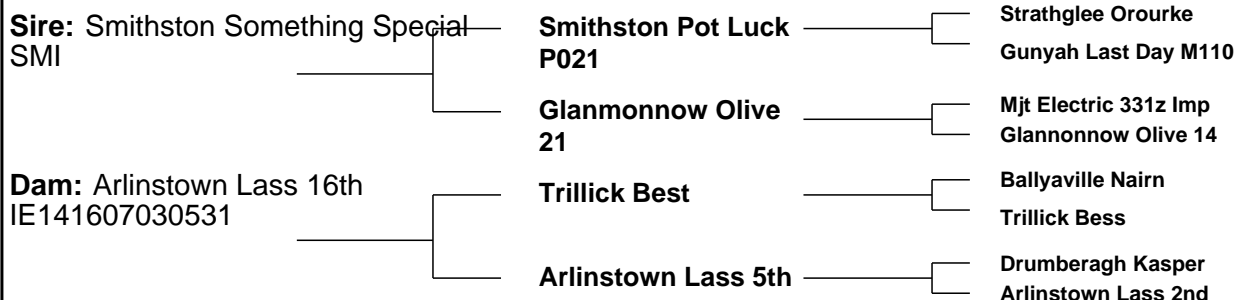 Sire: Smithston Something Special
SMI
Smithston Pot Luck
P021
Strathglee Orourke
Gunyah Last Day M110
Glanmonnow Olive
21
Mjt Electric 331z Imp
Glannonnow Olive 14
Dam: Arlinstown Lass 16th
IE141607030531
Trillick Best
Ballyaville Nairn
Trillick Bess
Arlinstown Lass 5th
Drumberagh Kasper
Arlinstown Lass 2nd